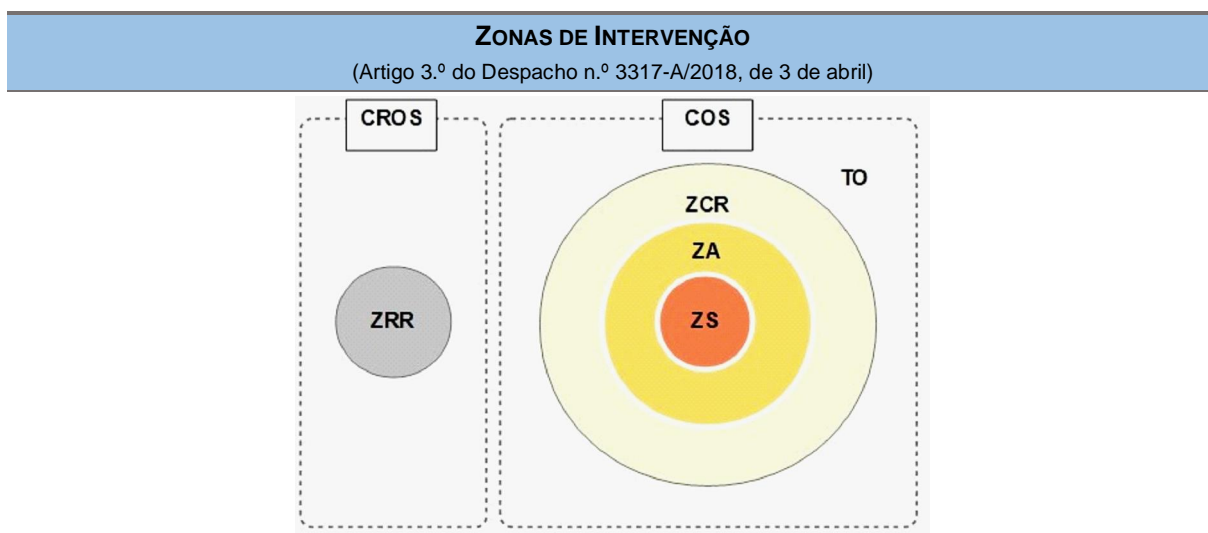 ZONAS DE INTERVENÇÃO
(Artigo 3.º do Despacho n.º 3317-A/2018, de 3 de abril)
CROS
COS
TO
ZCR
ZA
ZRR
ZS